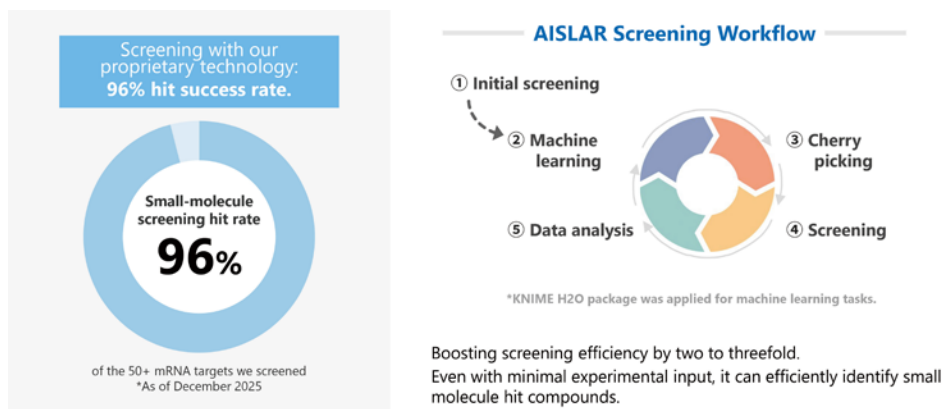 Screening with our
proprietary technology:
96% hit success rate.
Small-molecule
screening hit rate
96%
of the 50+ mRNA targets we screened
*As of December 2025
AISLAR Screening Workflow
① Initial screening
② Machine
learning
③ Cherry
picking
④ Screening
⑤ Data analysis
*KNIME H2O package was applied for machine learning tasks.
Boosting screening efficiency by two to threefold.
Even with minimal experimental input, it can efficiently identify small
molecule hit compounds.